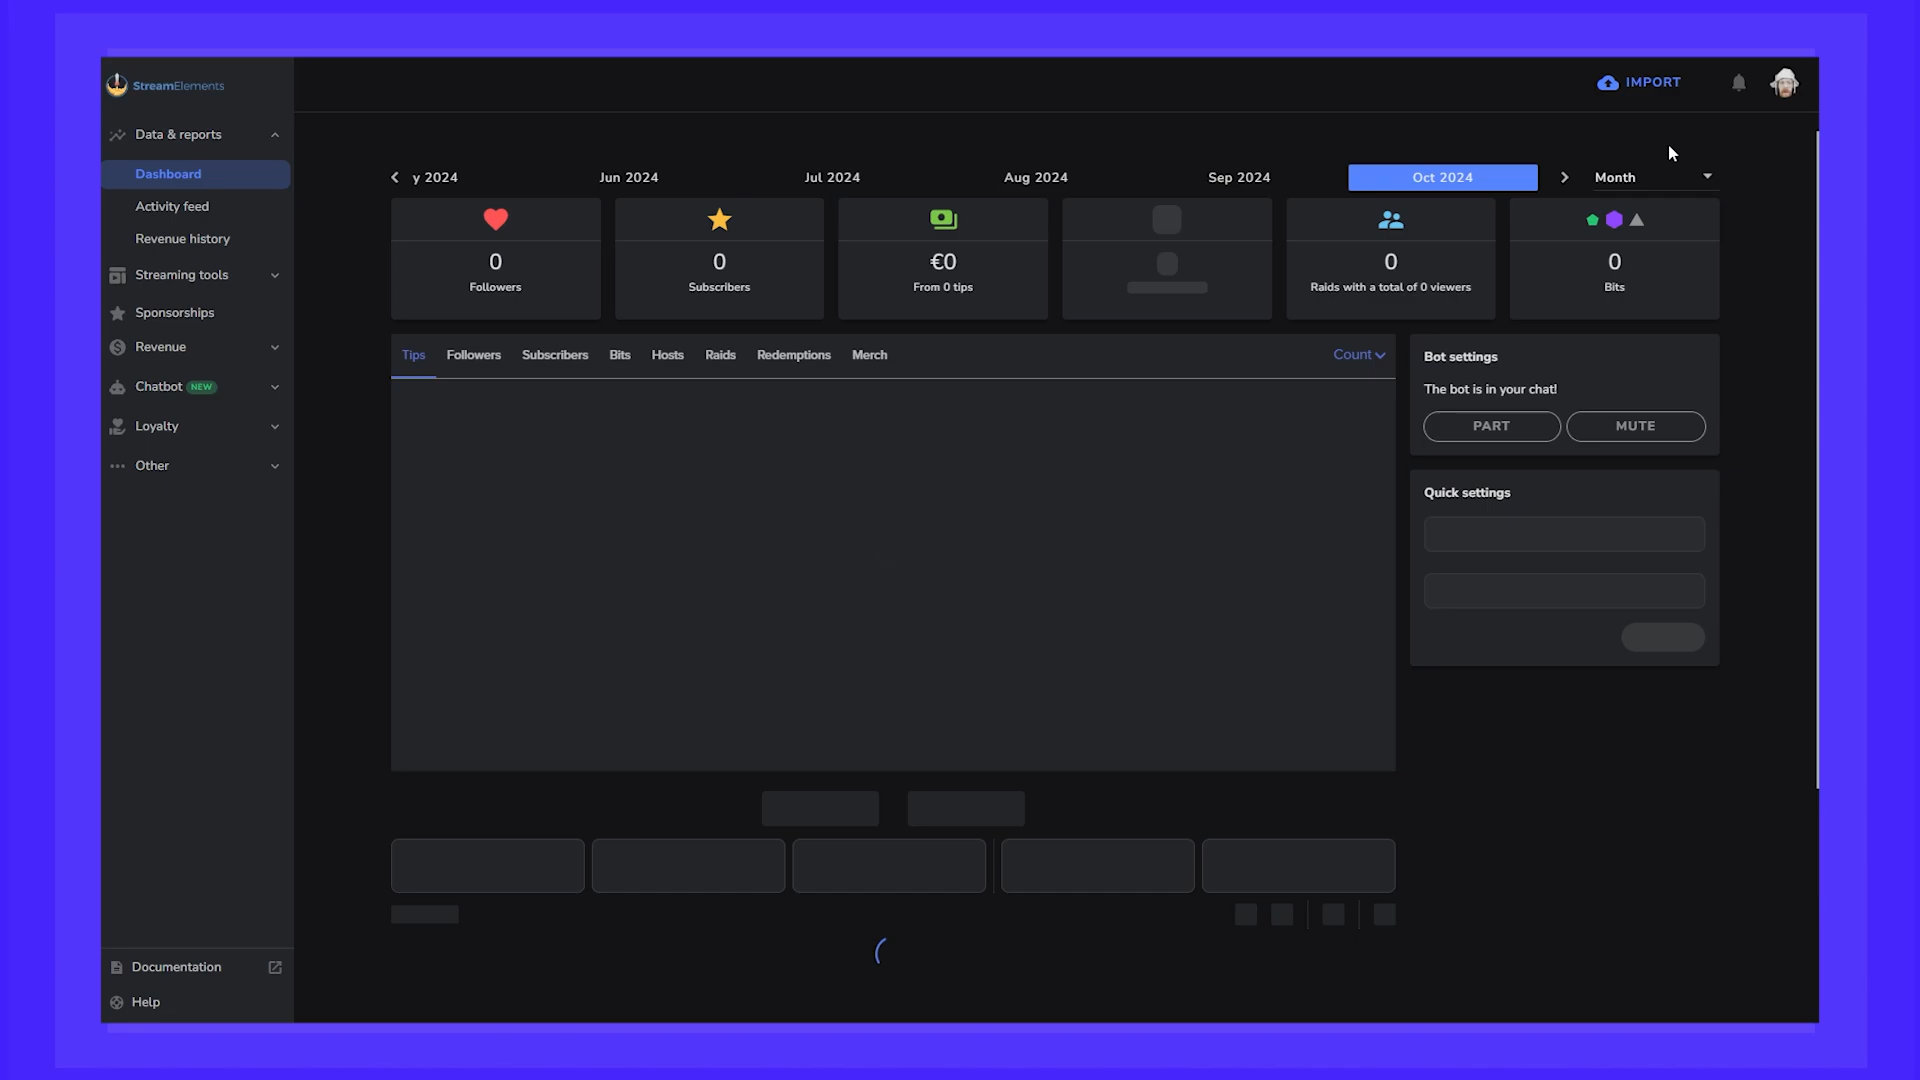 StreamElements
IMPORT
Data & reports
Dashboard
Activity feed
Revenue history
Streaming tools
Sponsorships
Revenue
Chatbot NEW
Loyalty
Other
Documentation
Help
y 2024 Jun 2024 Jul 2024 Aug 2024 Sep 2024 Oct 2024 Month
0
Followers
0
Subscribers
€0
From 0 tips
0
Raids with a total of 0 viewers
0
Bits
Tips Followers Subscribers Bits Hosts Raids Redemptions Merch Count
Bot settings
The bot is in your chat!
PART MUTE
Quick settings